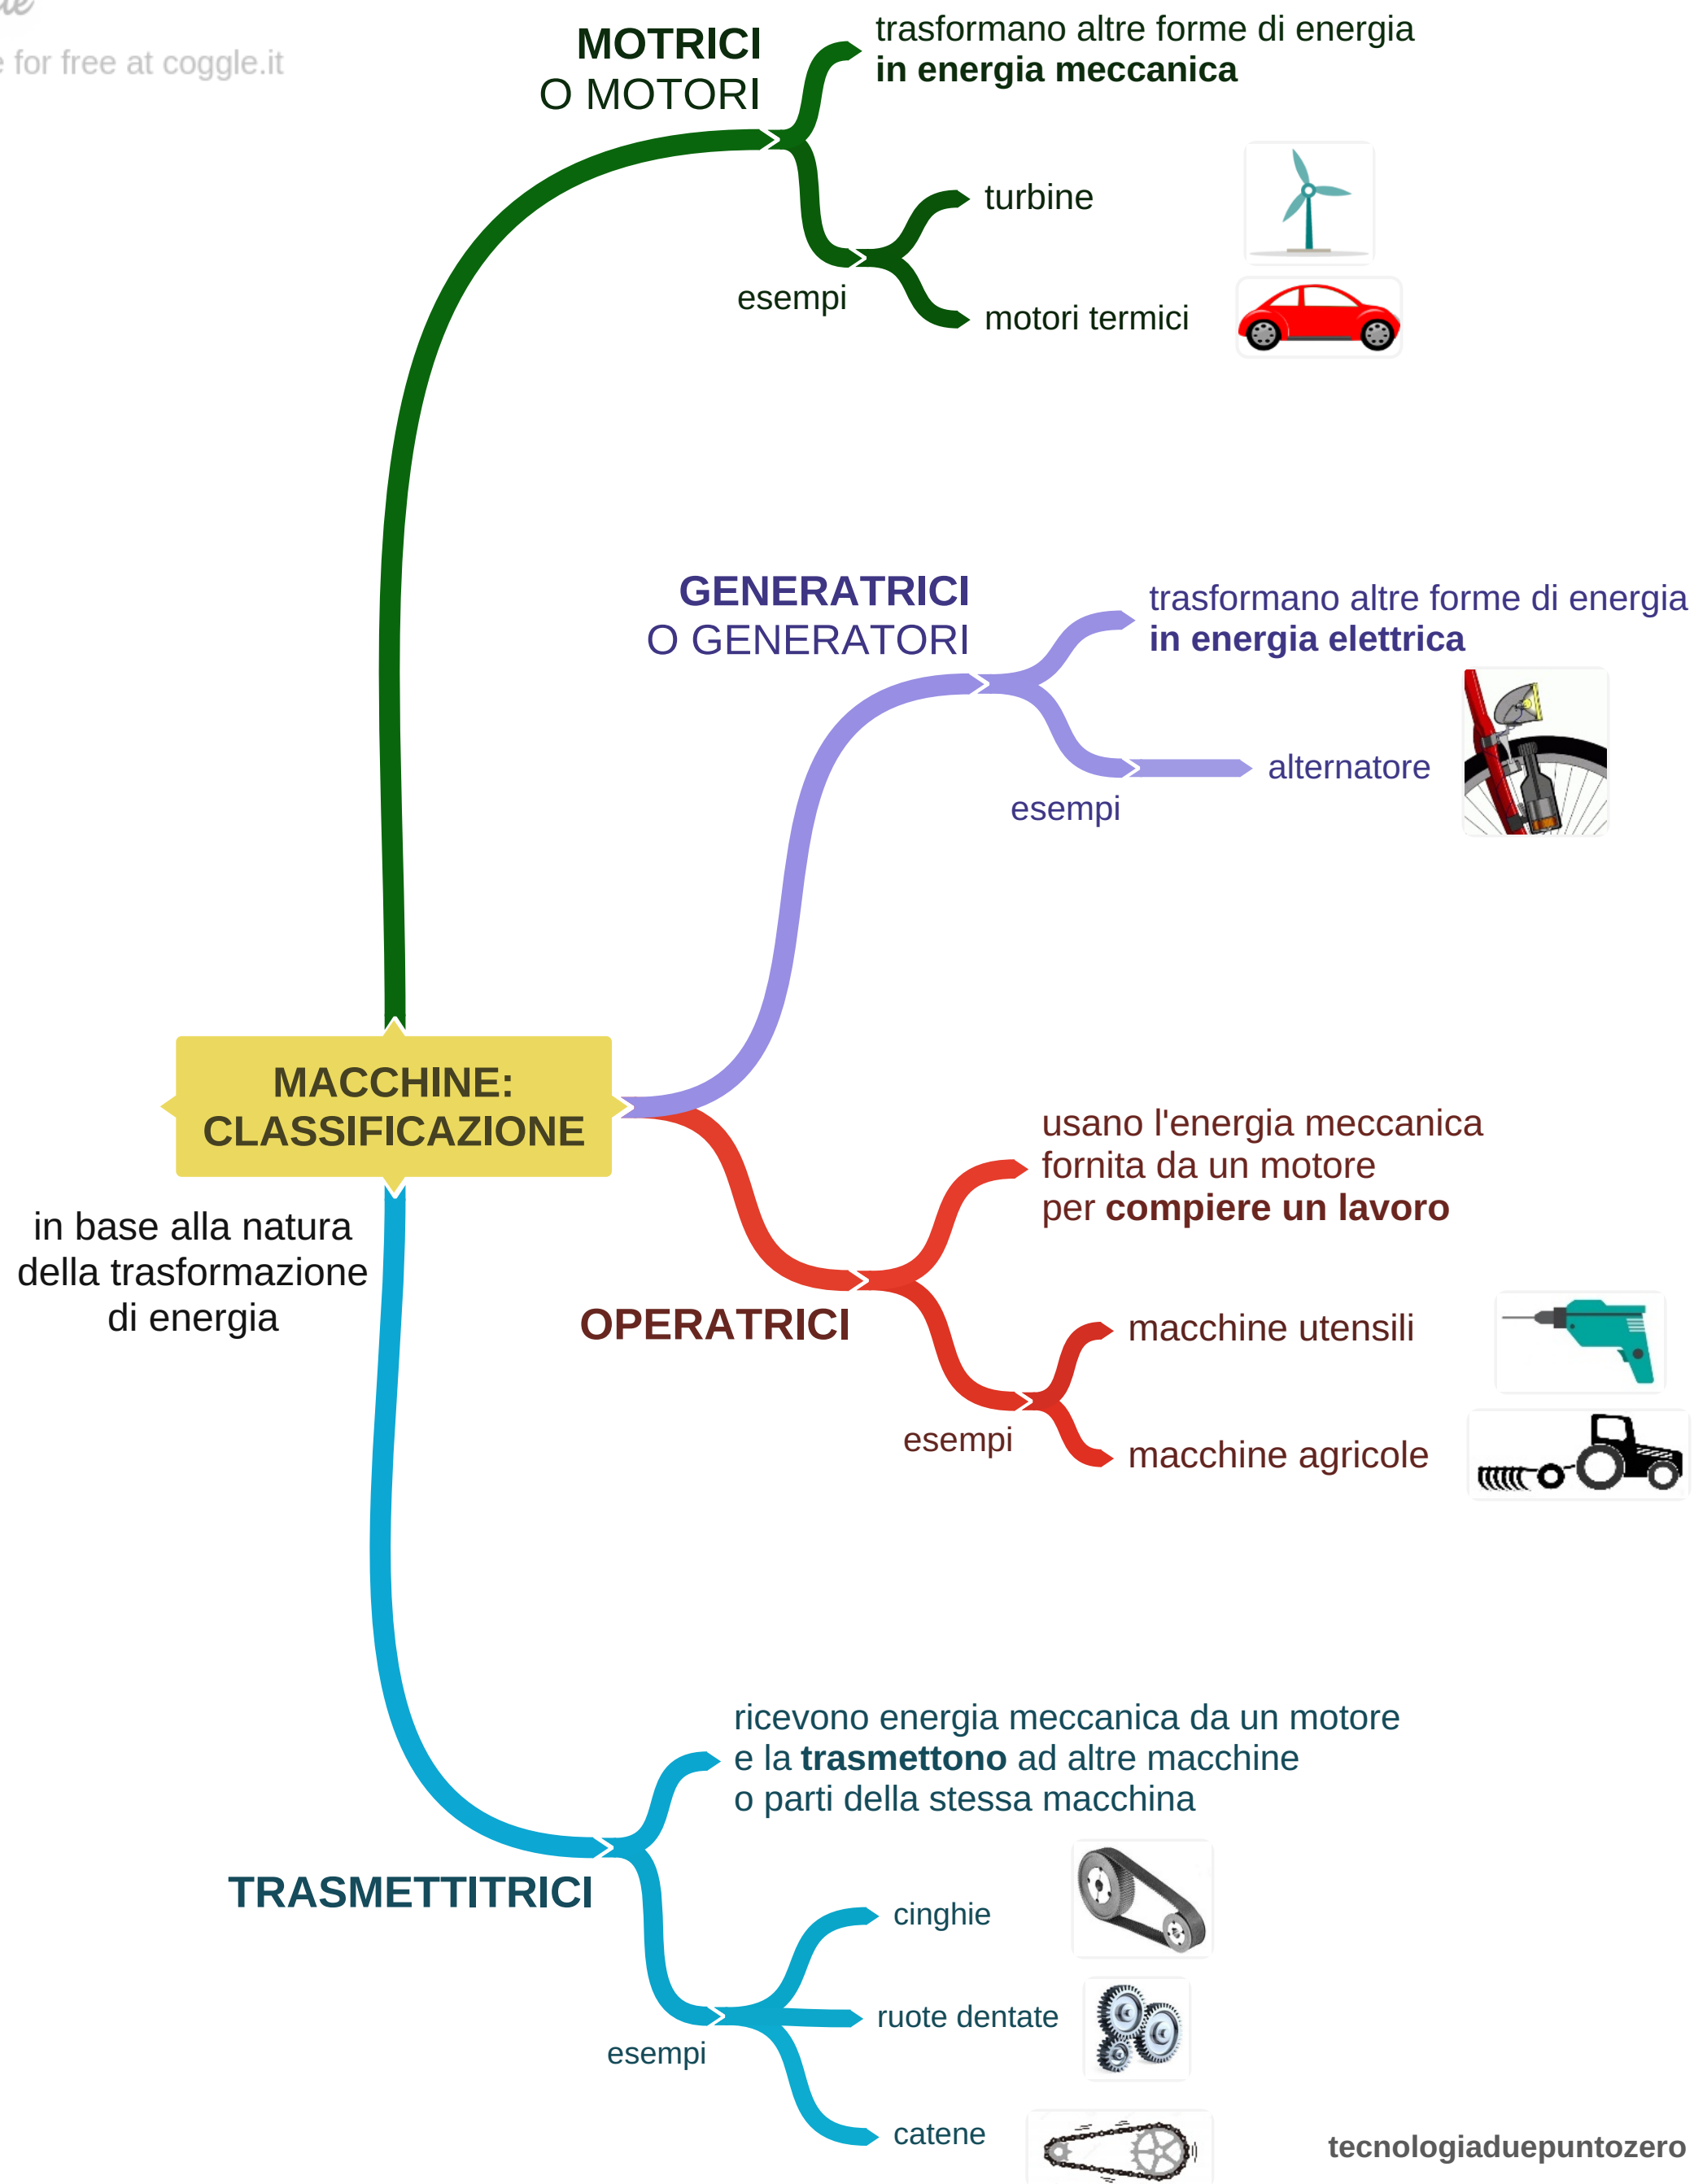 for free at coggle.it
MOTRICI
O MOTORI
trasformano altre forme di energia
in energia meccanica
esempi
turbine
motori termici
GENERATRICI
O GENERATORI
trasformano altre forme di energia
in energia elettrica
esempi
alternatore
MACCHINE:
CLASSIFICAZIONE
in base alla natura
della trasformazione
di energia
OPERATRICI
usano l'energia meccanica
fornita da un motore
per compiere un lavoro
esempi
macchine utensili
macchine agricole
TRASMETTITRICI
ricevono energia meccanica da un motore
e la trasmettono ad altre macchine
o parti della stessa macchina
esempi
cinghie
ruote dentate
catene
tecnologiaduepuntozero